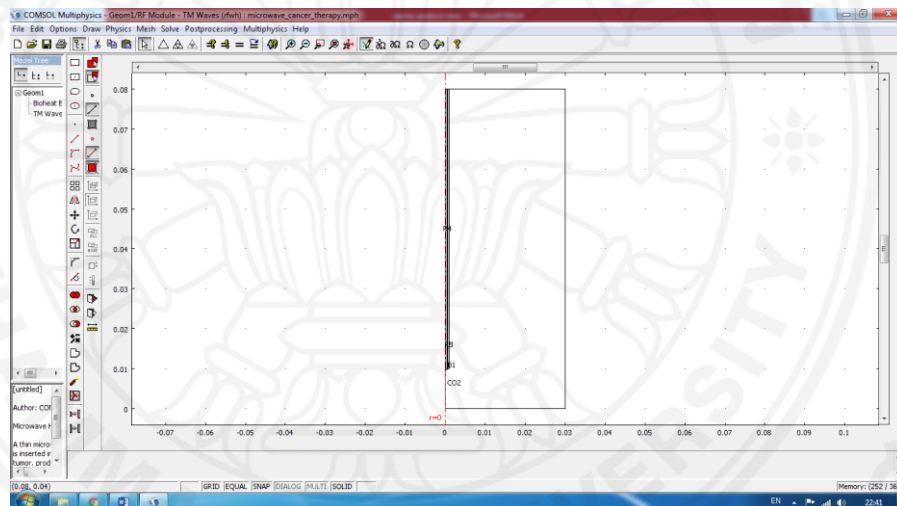 COMSOL Multiphysics - Geom1/RF Module - TM Waves (rfwh) : microwave_cancer_therapy.mph
File Edit Options Draw Physics Mesh Solve Postprocessing Multiphysics Help
Model Tree
Geom1
Bioheat E
TM Wave
0.08
0.07
0.06
0.05
0.04
0.03
0.02
0.01
0
B1
CO2
r=0
-0.07 -0.06 -0.05 -0.04 -0.03 -0.02 -0.01 0 0.01 0.02 0.03 0.04 0.05 0.06 0.07 0.08 0.09 0.1
[untitled]
Author: COM
Microwave H
A thin micro
is inserted in
tumor. prod
(0.08, 0.04)
GRID EQUAL SNAP DIALOG MULTI SOLID
Memory: (252 / 36
EN
22:41
UNIVERSITY